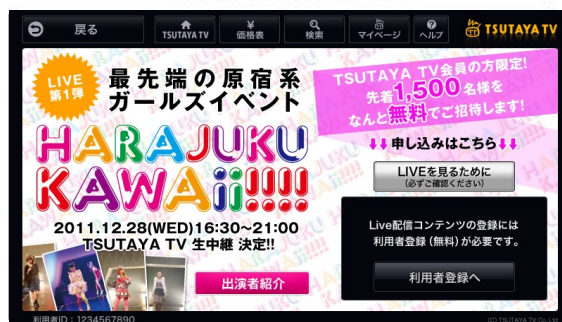 戻る
TSUTAYA TV
¥
価格表
検索
マイページ
?
ヘルプ
TSUTAYA TV
LIVE
第1弾
最先端の原宿系
ガールズイベント
HARAJUKU
KAWAii!!!!
2011.12.28(WED)16:30~21:00
TSUTAYA TV 生中継 決定!!
出演者紹介
TSUTAYA TV会員の方限定!
先着1,500名様を
なんと無料でご招待します!
⬇⬇申し込みはこちら⬇⬇
LIVEを見るために
(必ずご確認ください)
Live配信コンテンツの登録には
利用者登録(無料)が必要です。
利用者登録へ
利用者ID:1234567890
(C) TSUTAYA TV Co.,Ltd